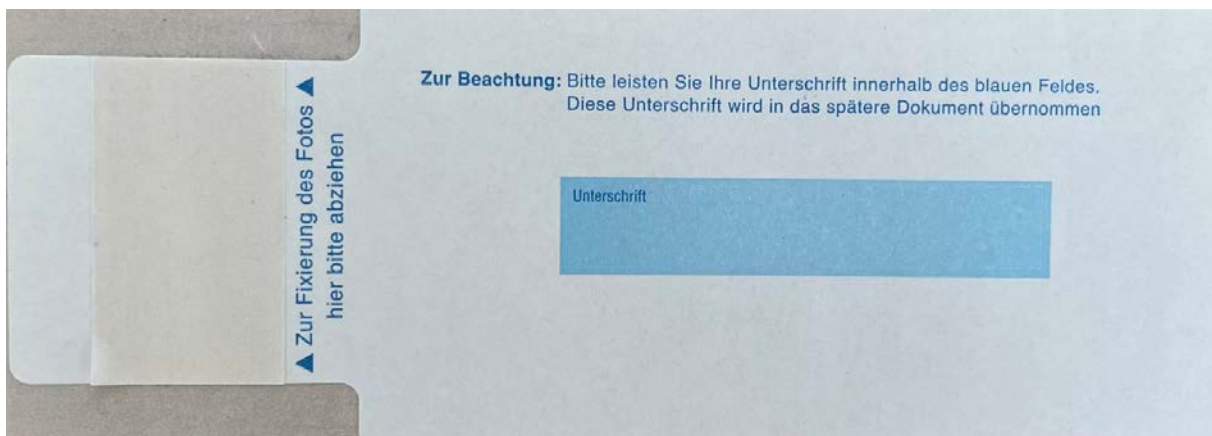 ▲ Zur Fixierung des Fotos ▲
hier bitte abziehen
Zur Beachtung: Bitte leisten Sie Ihre Unterschrift innerhalb des blauen Feldes.
Diese Unterschrift wird in das spätere Dokument übernommen
Unterschrift